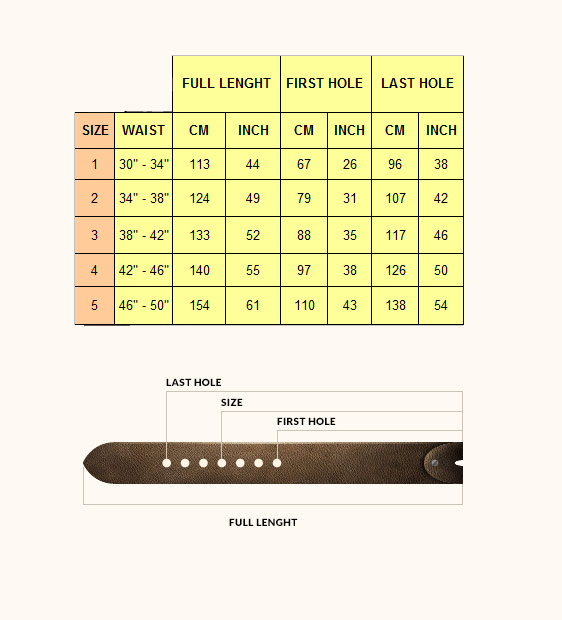 FULL LENGHT FIRST HOLE LAST HOLE
SIZE WAIST CM INCH CM INCH CM INCH
1 30" - 34" 113 44 67 26 96 38
2 34" - 38" 124 49 79 31 107 42
3 38" - 42" 133 52 88 35 117 46
4 42" - 46" 140 55 97 38 126 50
5 46" - 50" 154 61 110 43 138 54
LAST HOLE
SIZE
FIRST HOLE
FULL LENGHT